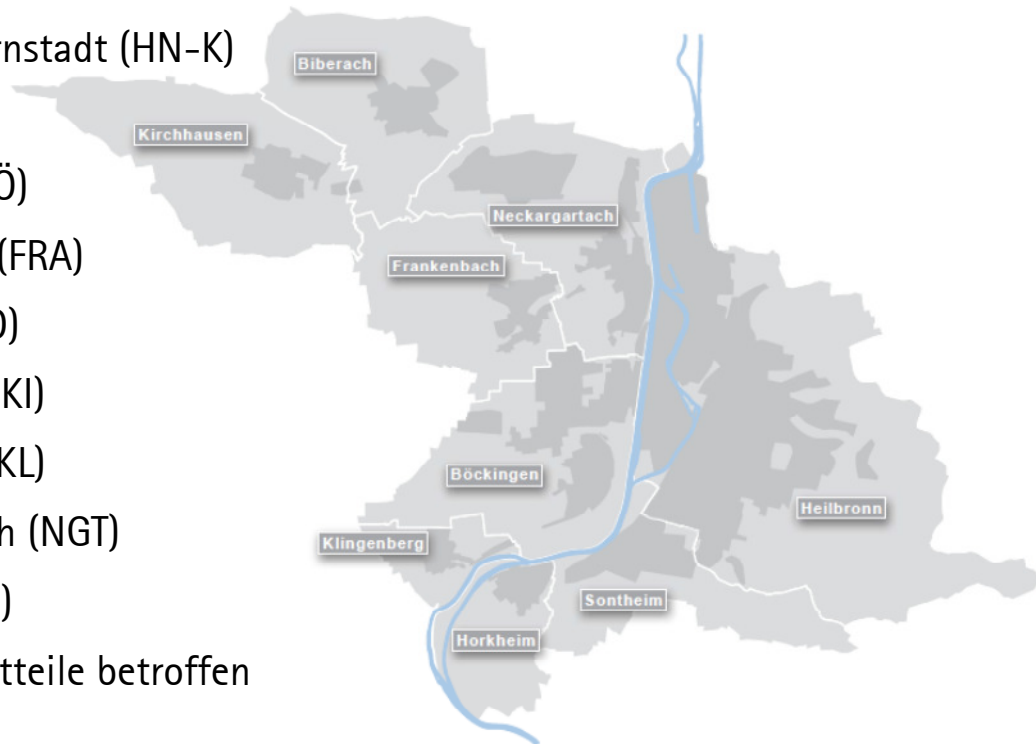 rnstadt (HN-K)
Ö)
(FRA)
O)
KI)
KL)
h (NGT)
)
tteile betroffen
Biberach
Kirchhausen
Neckargartach
Frankenbach
Böckingen
Heilbronn
Klingenberg
Sontheim
Horkheim